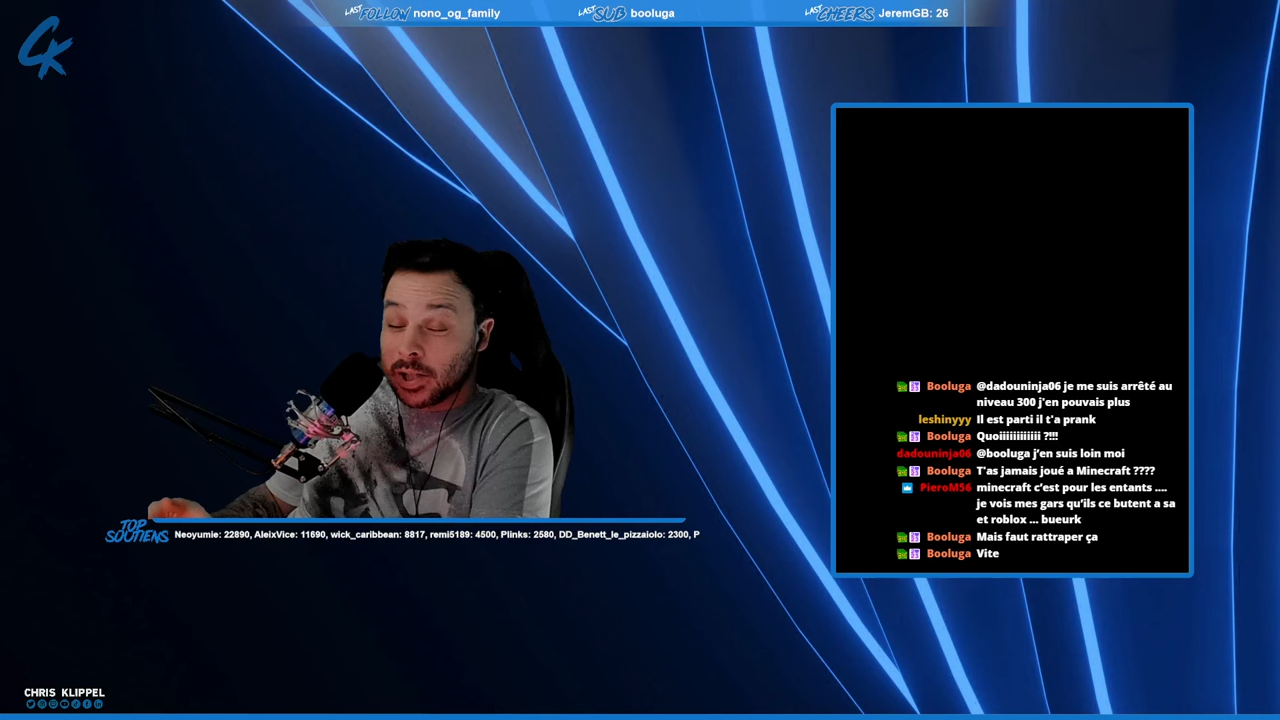 LAST FOLLOW nono_og_family LAST SUB booluga LAST CHEERS JeremGB: 26
CK
Booluga @dadouninja06 je me suis arrêté au
niveau 300 j'en pouvais plus
leshinyyy Il est parti il t'a prank
Booluga Quoiiiiiiiiiiii ?!!!
dadouninja06 @booluga j’en suis loin moi
Booluga T'as jamais joué a Minecraft ????
PieroM56 minecraft c’est pour les entants ....
je vois mes gars qu’ils ce butent a sa
et roblox ... bueurk
Booluga Mais faut rattraper ça
Booluga Vite
TOP SOUTIENS Neoyumie: 22890, AleixVice: 11690, wick_caribbean: 8817, remi5189: 4500, Plinks: 2580, DD_Benett_le_pizzaiolo: 2300, P
CHRIS KLIPPEL